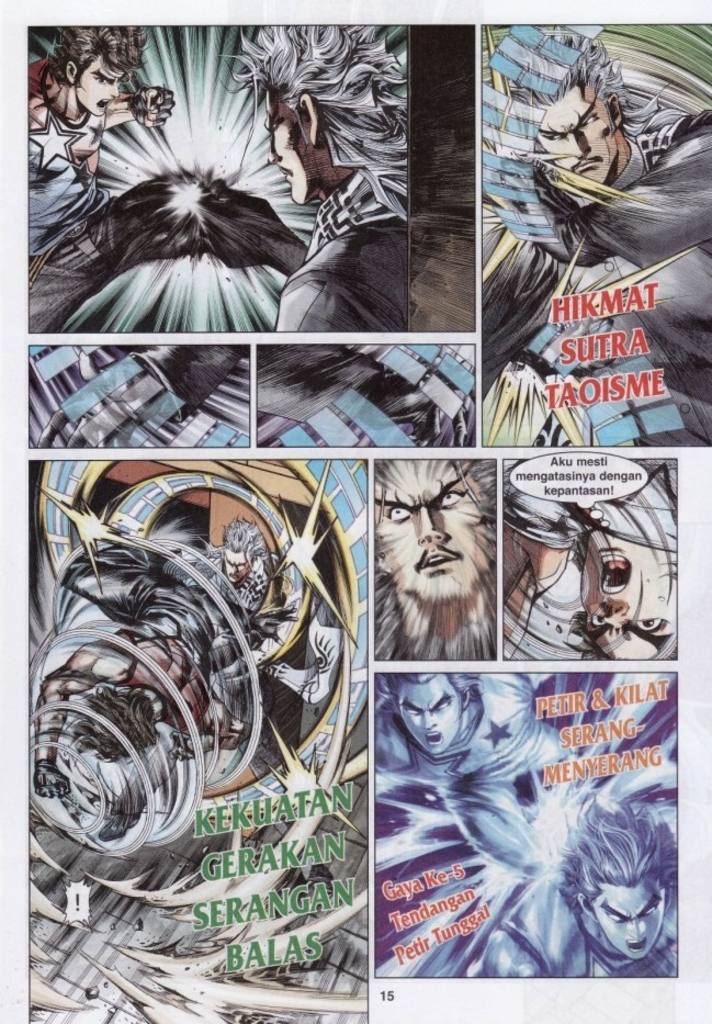 HIKMAT
SUTRA
TAOISME
Aku mesti
mengatasinya dengan
kepantasan!
KEKUATAN
GERAKAN
SERANGAN
BALAS
!
PETIR & KILAT
SERANG-
MENYERANG
Gaya Ke-5
Tendangan
Petir Tunggal
15